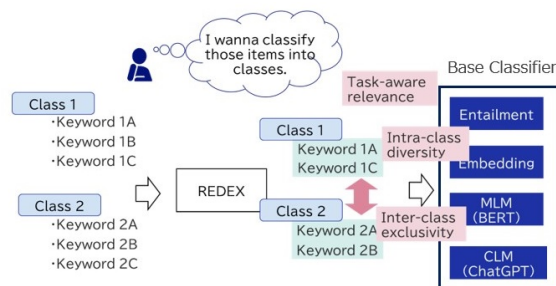 I wanna classify
those items into
classes.
Class 1
・Keyword 1A
・Keyword 1B
・Keyword 1C
Class 2
・Keyword 2A
・Keyword 2B
・Keyword 2C
REDEX
Class 1
Keyword 1A
Keyword 1C
Class 2
Keyword 2A
Keyword 2B
Task-aware
relevance
Intra-class
diversity
Inter-class
exclusivity
Base Classifier
Entailment
Embedding
MLM
(BERT)
CLM
(ChatGPT)